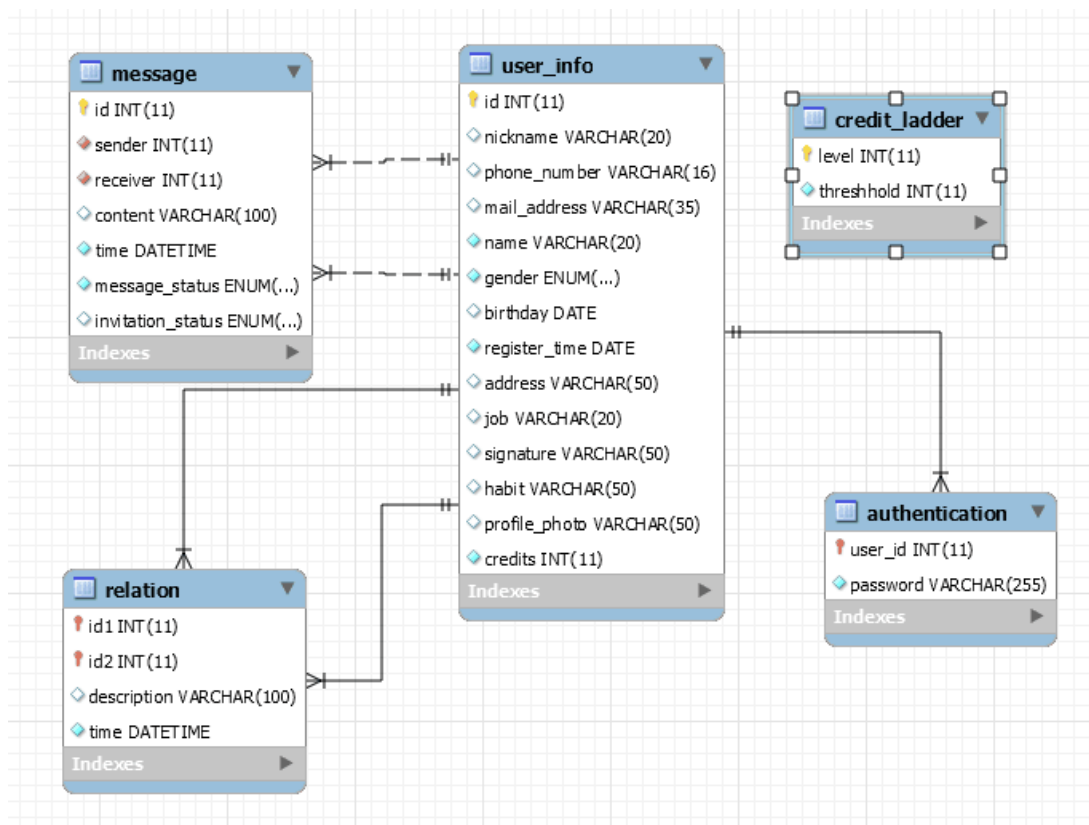 message
id INT(11)
sender INT(11)
receiver INT(11)
content VARCHAR(100)
time DATETIME
message_status ENUM(...)
invitation_status ENUM(...)
Indexes
user_info
id INT(11)
nickname VARCHAR(20)
phone_number VARCHAR(16)
mail_address VARCHAR(35)
name VARCHAR(20)
gender ENUM(...)
birthday DATE
register_time DATE
address VARCHAR(50)
job VARCHAR(20)
signature VARCHAR(50)
habit VARCHAR(50)
profile_photo VARCHAR(50)
credits INT(11)
Indexes
credit_ladder
level INT(11)
threshhold INT(11)
Indexes
authentication
user_id INT(11)
password VARCHAR(255)
Indexes
relation
id1 INT(11)
id2 INT(11)
description VARCHAR(100)
time DATETIME
Indexes